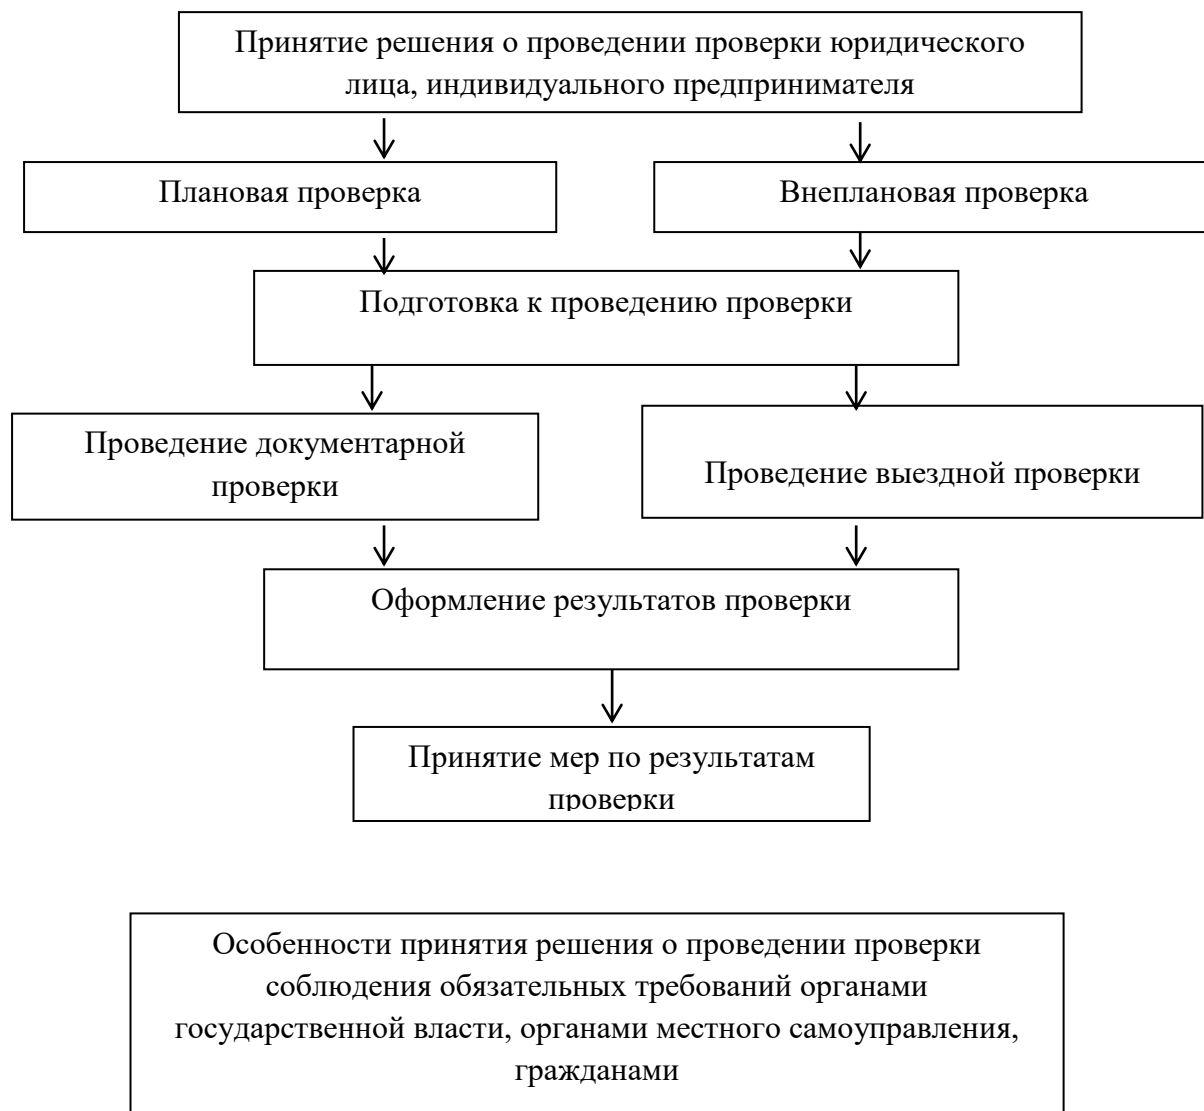 Принятие решения о проведении проверки юридического
лица, индивидуального предпринимателя
Плановая проверка
Внеплановая проверка
Подготовка к проведению проверки
Проведение документарной
проверки
Проведение выездной проверки
Оформление результатов проверки
Принятие мер по результатам
проверки
Особенности принятия решения о проведении проверки
соблюдения обязательных требований органами
государственной власти, органами местного самоуправления,
гражданами